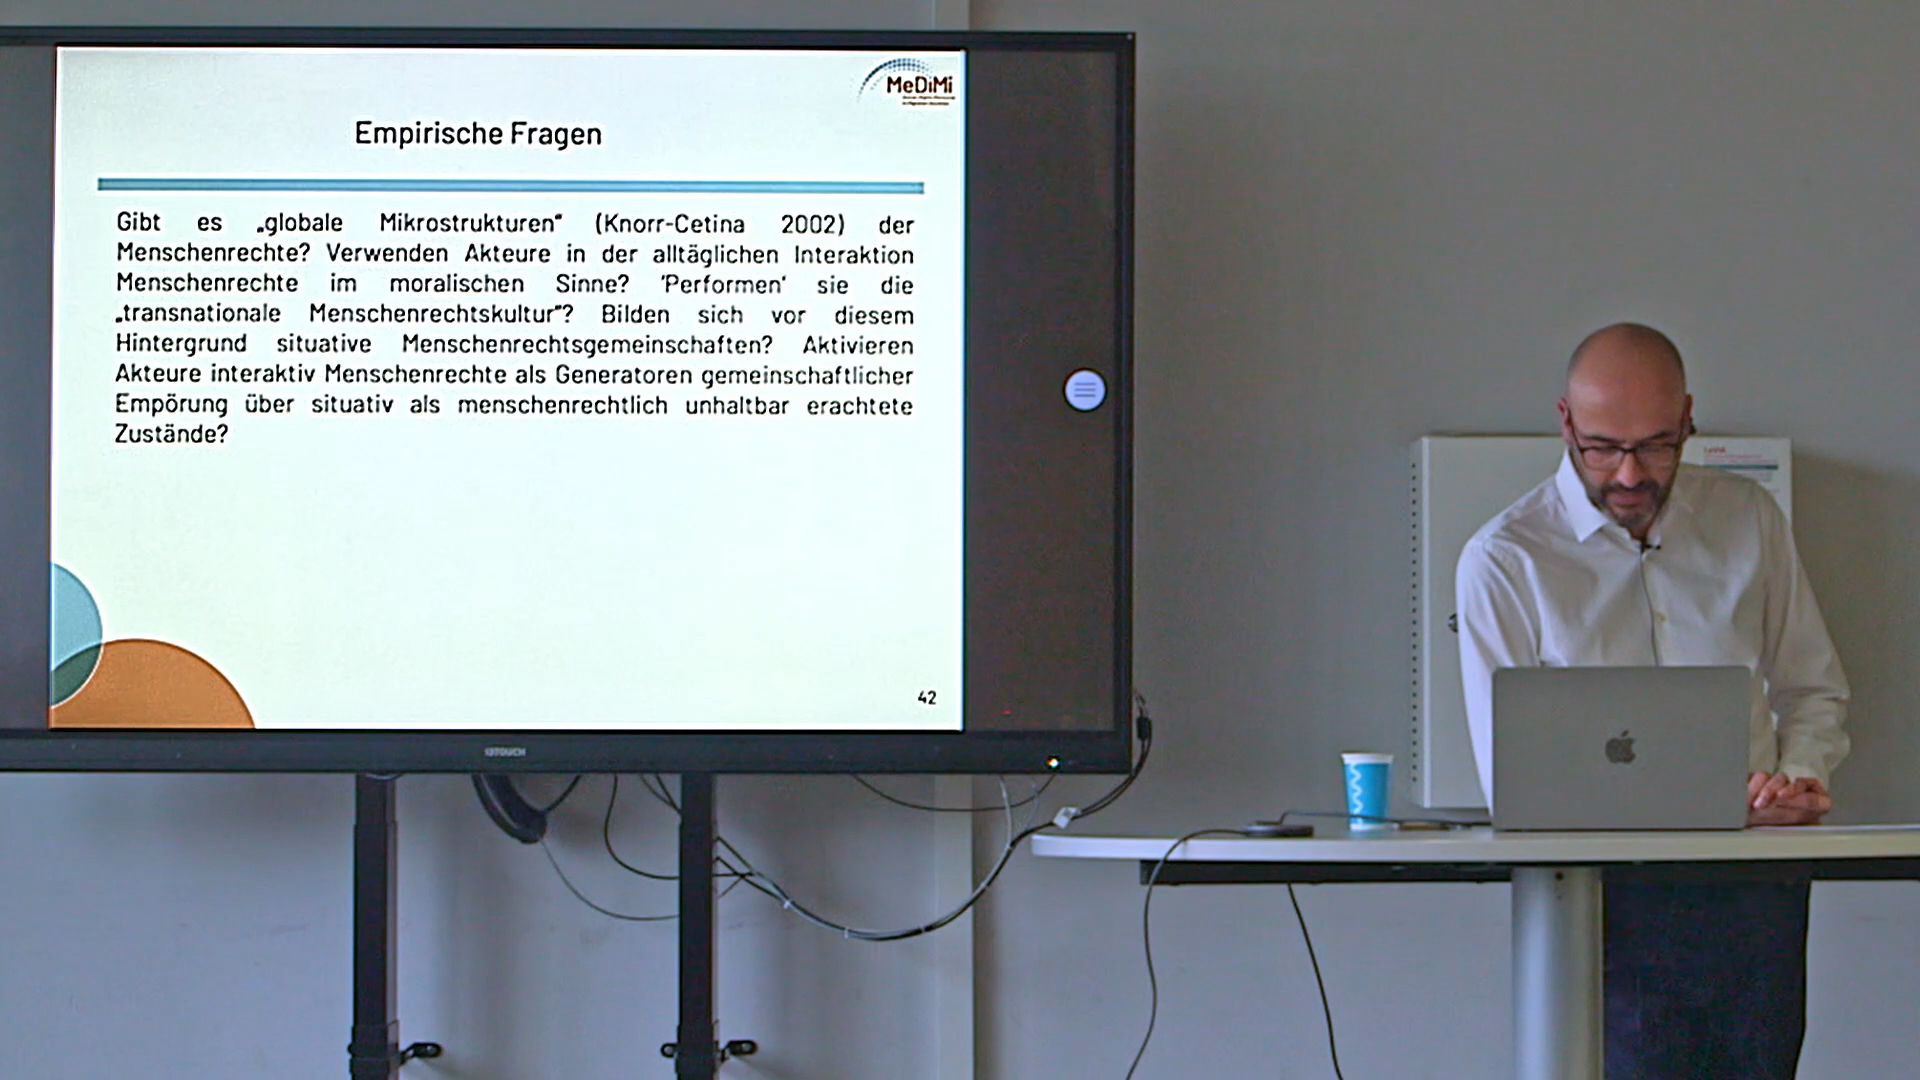 MeDiMi
Empirische Fragen
Gibt es „globale Mikrostrukturen“ (Knorr-Cetina 2002) der
Menschenrechte? Verwenden Akteure in der alltäglichen Interaktion
Menschenrechte im moralischen Sinne? 'Performen' sie die
„transnationale Menschenrechtskultur“? Bilden sich vor diesem
Hintergrund situative Menschenrechtsgemeinschaften? Aktivieren
Akteure interaktiv Menschenrechte als Generatoren gemeinschaftlicher
Empörung über situativ als menschenrechtlich unhaltbar erachtete
Zustände?
42